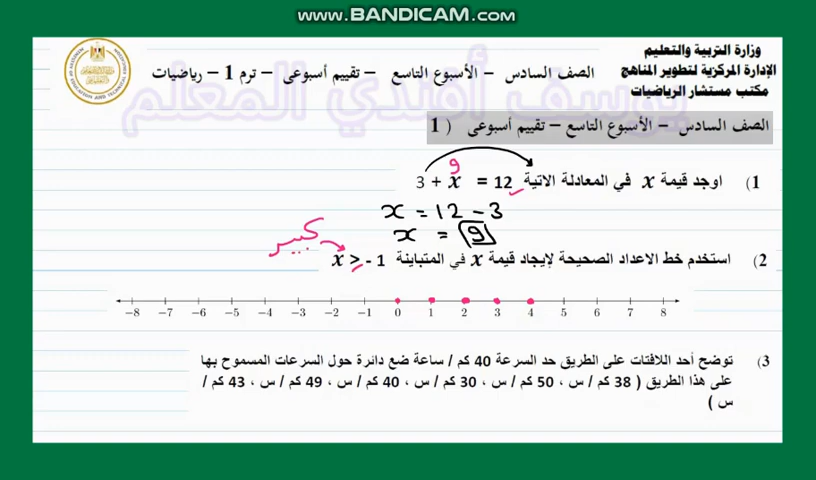 www.BANDICAM.com
وزارة التربية والتعليم
الإدارة المركزية لتطوير المناهج
مكتب مستشار الرياضيات
الصف السادس – الأسبوع التاسع – تقييم أسبوعى – ترم 1 – رياضيات
يوسف أفندي المعلم
الصف السادس – الأسبوع التاسع – تقييم أسبوعى ( 1
9
1) اوجد قيمة x في المعادلة الاتية 3 + x = 12
x = 12 - 3
x = 9
كبير
2) استخدم خط الاعداد الصحيحة لإيجاد قيمة x في المتباينة x > - 1
−8 −7 −6 −5 −4 −3 −2 −1 0 1 2 3 4 5 6 7 8
3) توضح أحد اللافتات على الطريق حد السرعة 40 كم / ساعة ضع دائرة حول السرعات المسموح بها
على هذا الطريق ( 38 كم / س ، 50 كم / س ، 30 كم / س ، 40 كم / س ، 49 كم / س ، 43 كم /
س )